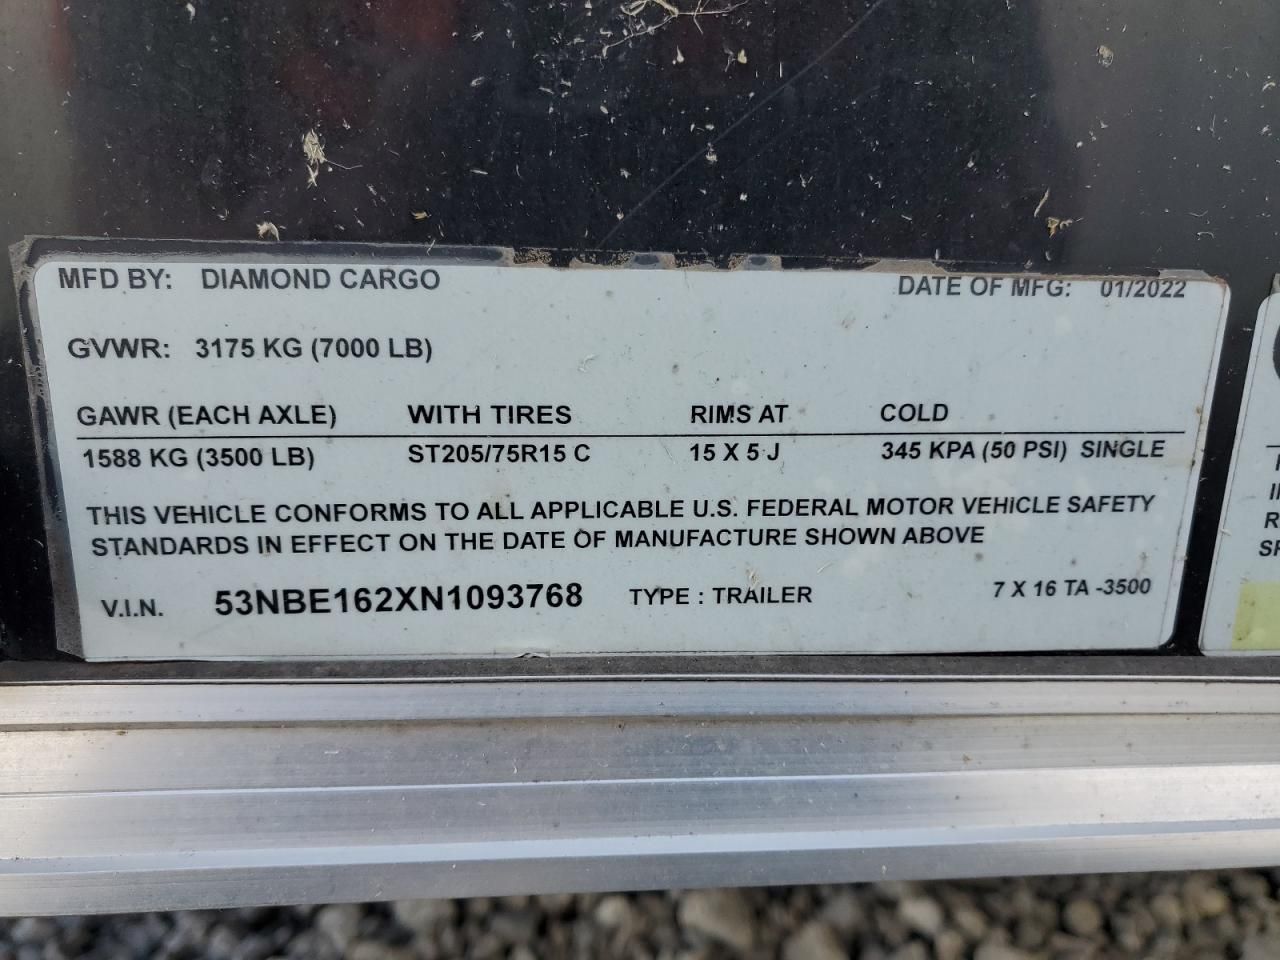 MFD BY: DIAMOND CARGO DATE OF MFG: 01/2022
GVWR: 3175 KG (7000 LB)
GAWR (EACH AXLE) WITH TIRES RIMS AT COLD
1588 KG (3500 LB) ST205/75R15 C 15 X 5 J 345 KPA (50 PSI) SINGLE
THIS VEHICLE CONFORMS TO ALL APPLICABLE U.S. FEDERAL MOTOR VEHICLE SAFETY
STANDARDS IN EFFECT ON THE DATE OF MANUFACTURE SHOWN ABOVE
V.I.N. 53NBE162XN1093768 TYPE : TRAILER 7 X 16 TA -3500